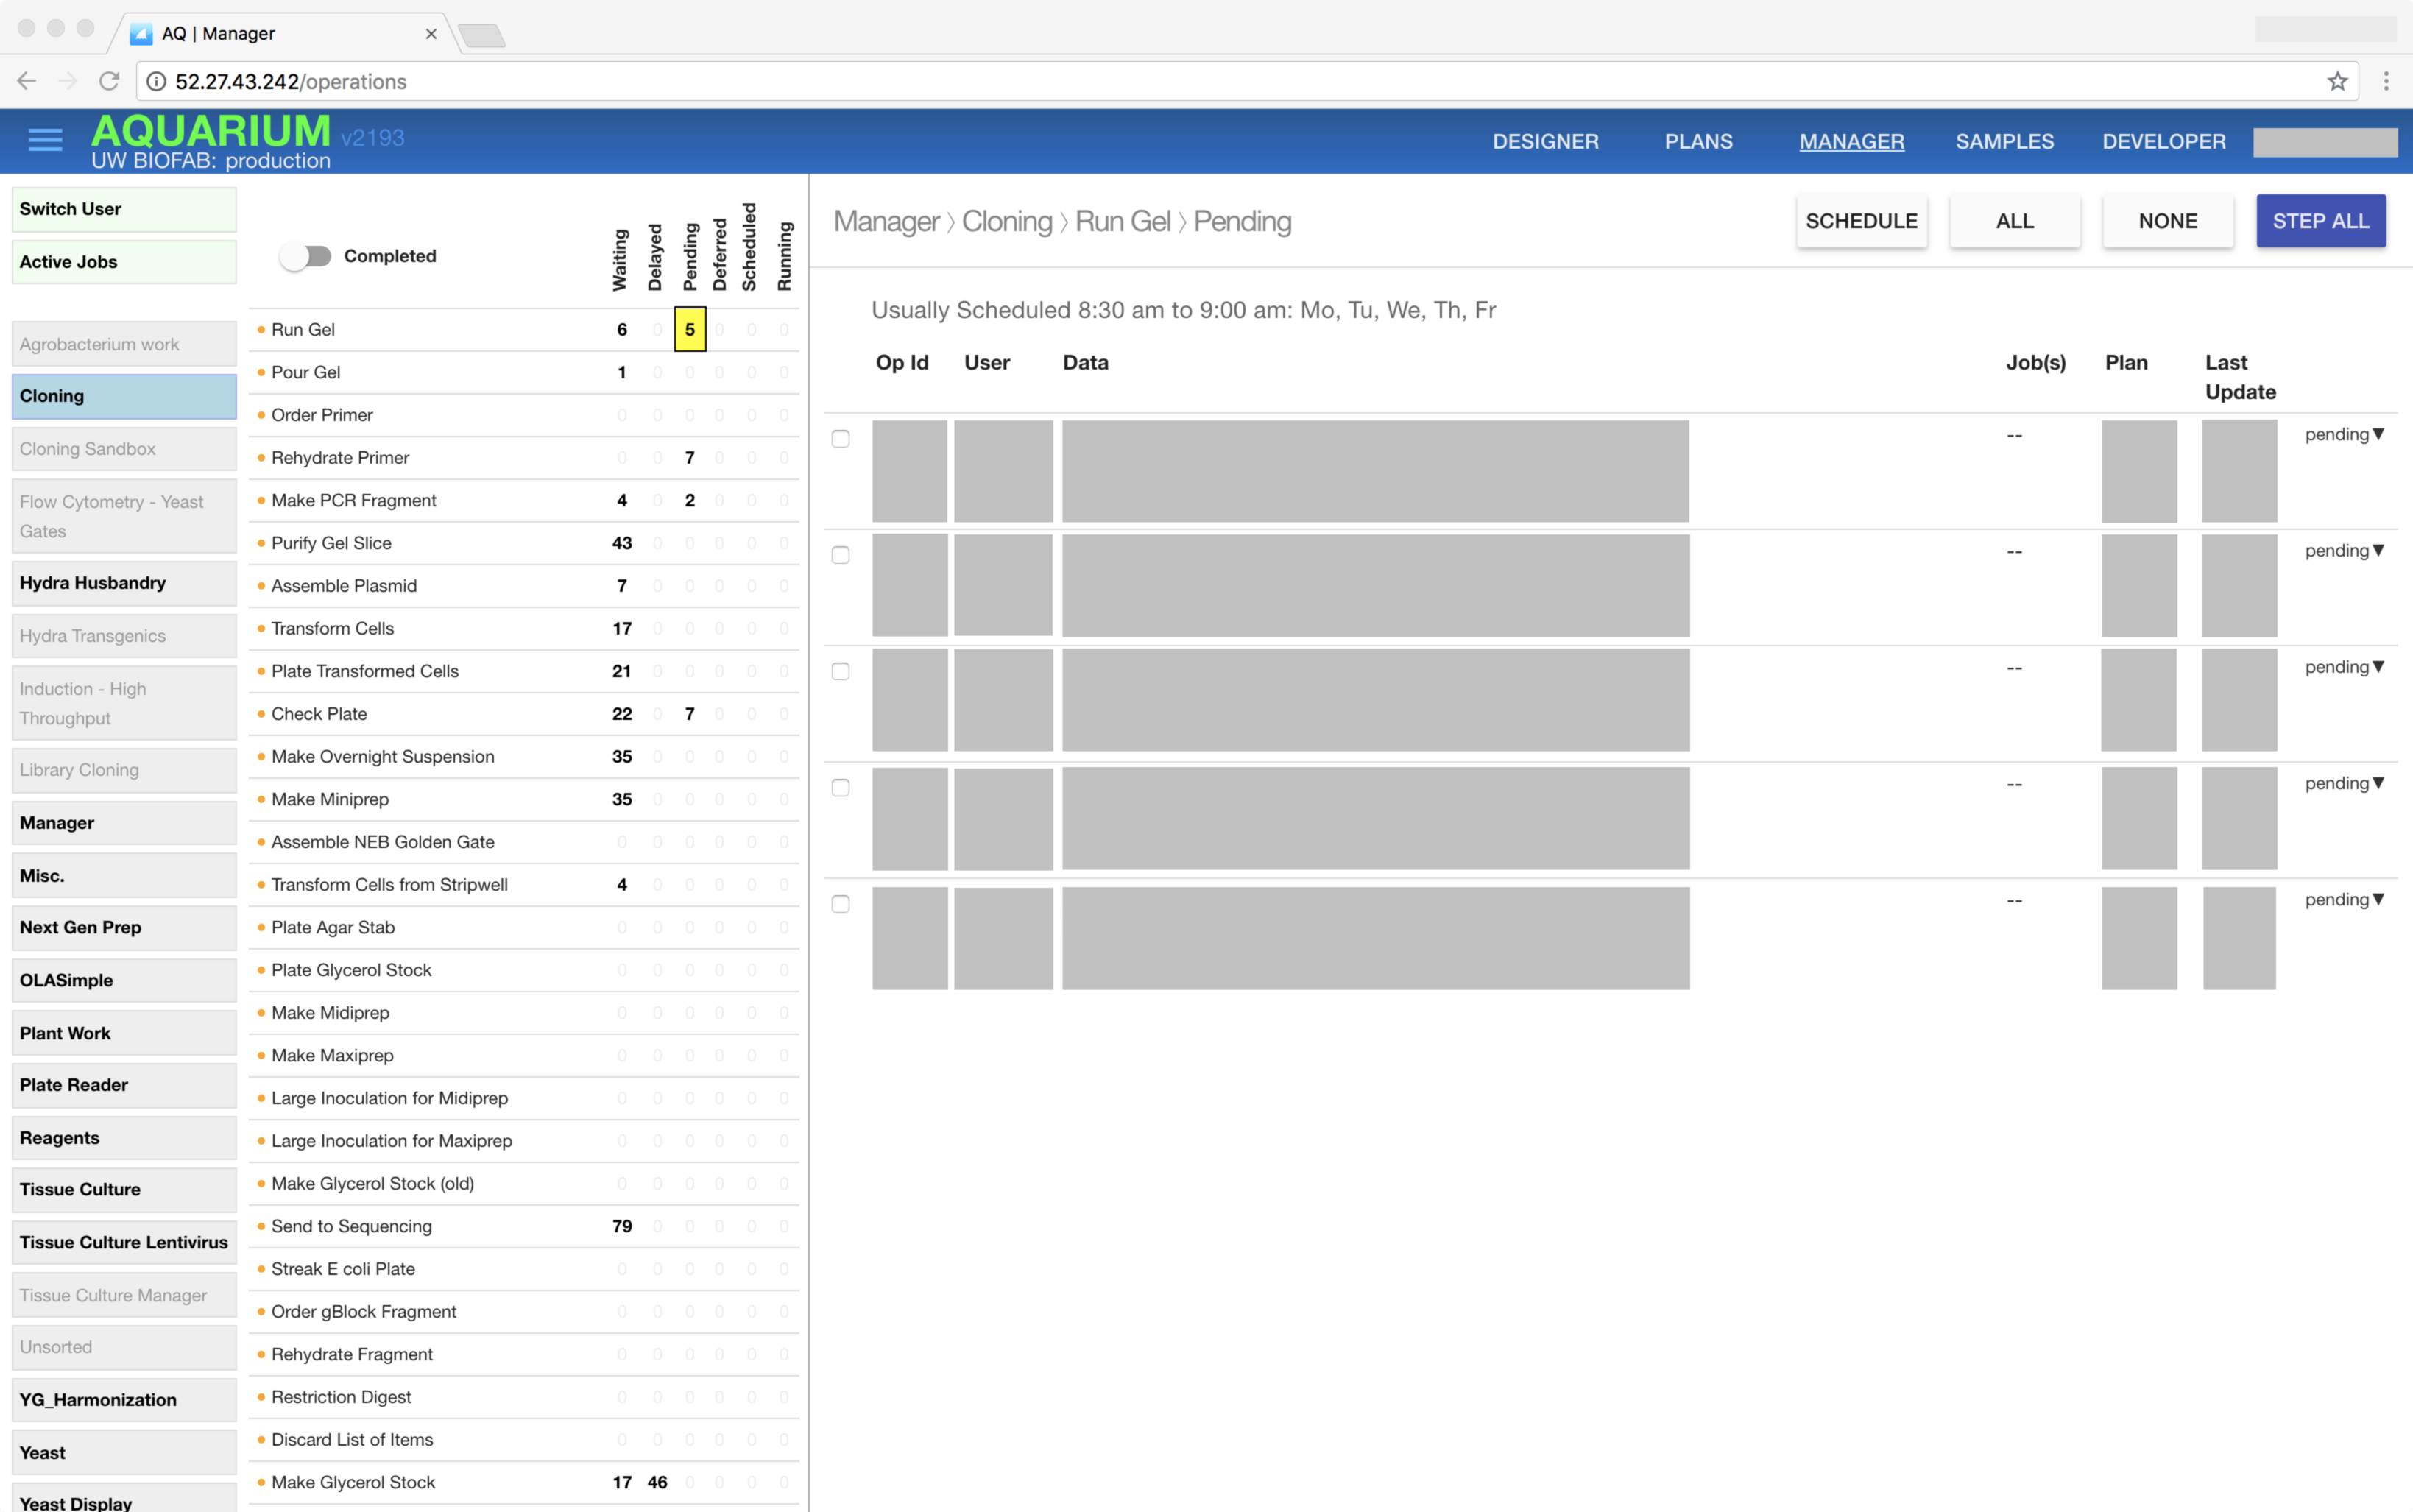 AQ | Manager
52.27.43.242/operations
AQUARIUM v2193
UW BIOFAB: production
DESIGNER PLANS MANAGER SAMPLES DEVELOPER
Switch User
Active Jobs
Agrobacterium work
Cloning
Cloning Sandbox
Flow Cytometry - Yeast
Gates
Hydra Husbandry
Hydra Transgenics
Induction - High
Throughput
Library Cloning
Manager
Misc.
Next Gen Prep
OLASimple
Plant Work
Plate Reader
Reagents
Tissue Culture
Tissue Culture Lentivirus
Tissue Culture Manager
Unsorted
YG_Harmonization
Yeast
Yeast Display
Completed
Waiting
Delayed
Pending
Deferred
Scheduled
Running
Run Gel 6 0 5 0 0 0
Pour Gel 1 0 0 0 0 0
Order Primer 0 0 0 0 0 0
Rehydrate Primer 0 0 7 0 0 0
Make PCR Fragment 4 0 2 0 0 0
Purify Gel Slice 43 0 0 0 0 0
Assemble Plasmid 7 0 0 0 0 0
Transform Cells 17 0 0 0 0 0
Plate Transformed Cells 21 0 0 0 0 0
Check Plate 22 0 7 0 0 0
Make Overnight Suspension 35 0 0 0 0 0
Make Miniprep 35 0 0 0 0 0
Assemble NEB Golden Gate 0 0 0 0 0 0
Transform Cells from Stripwell 4 0 0 0 0 0
Plate Agar Stab 0 0 0 0 0 0
Plate Glycerol Stock 0 0 0 0 0 0
Make Midiprep 0 0 0 0 0 0
Make Maxiprep 0 0 0 0 0 0
Large Inoculation for Midiprep 0 0 0 0 0 0
Large Inoculation for Maxiprep 0 0 0 0 0 0
Make Glycerol Stock (old) 0 0 0 0 0 0
Send to Sequencing 79 0 0 0 0 0
Streak E coli Plate 0 0 0 0 0 0
Order gBlock Fragment 0 0 0 0 0 0
Rehydrate Fragment 0 0 0 0 0 0
Restriction Digest 0 0 0 0 0 0
Discard List of Items 0 0 0 0 0 0
Make Glycerol Stock 17 46 0 0 0 0
Manager 〉Cloning 〉Run Gel 〉Pending
SCHEDULE ALL NONE STEP ALL
Usually Scheduled 8:30 am to 9:00 am: Mo, Tu, We, Th, Fr
Op Id User Data Job(s) Plan Last
Update
-- pending▼
-- pending▼
-- pending▼
-- pending▼
-- pending▼